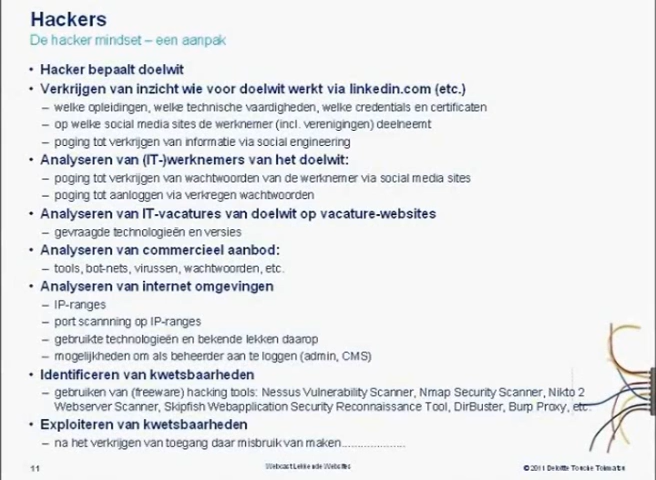 Hackers
De hacker mindset – een aanpak
• Hacker bepaalt doelwit
• Verkrijgen van inzicht wie voor doelwit werkt via linkedin.com (etc.)
– welke opleidingen, welke technische vaardigheden, welke credentials en certificaten
– op welke social media sites de werknemer (incl. verenigingen) deelneemt
– poging tot verkrijgen van informatie via social engineering
• Analyseren van (IT-)werknemers van het doelwit:
– poging tot verkrijgen van wachtwoorden van de werknemer via social media sites
– poging tot aanloggen via verkregen wachtwoorden
• Analyseren van IT-vacatures van doelwit op vacature-websites
– gevraagde technologieën en versies
• Analyseren van commercieel aanbod:
– tools, bot-nets, virussen, wachtwoorden, etc.
• Analyseren van internet omgevingen
– IP-ranges
– port scannning op IP-ranges
– gebruikte technologieën en bekende lekken daarop
– mogelijkheden om als beheerder aan te loggen (admin, CMS)
• Identificeren van kwetsbaarheden
– gebruiken van (freeware) hacking tools: Nessus Vulnerability Scanner, Nmap Security Scanner, Nikto 2
Webserver Scanner, Skipfish Webapplication Security Reconnaissance Tool, DirBuster, Burp Proxy, etc.
• Exploiteren van kwetsbaarheden
– na het verkrijgen van toegang daar misbruik van maken....................
11
Webcast Lekkende Websites
© 2011 Deloitte Touche Tohmatsu